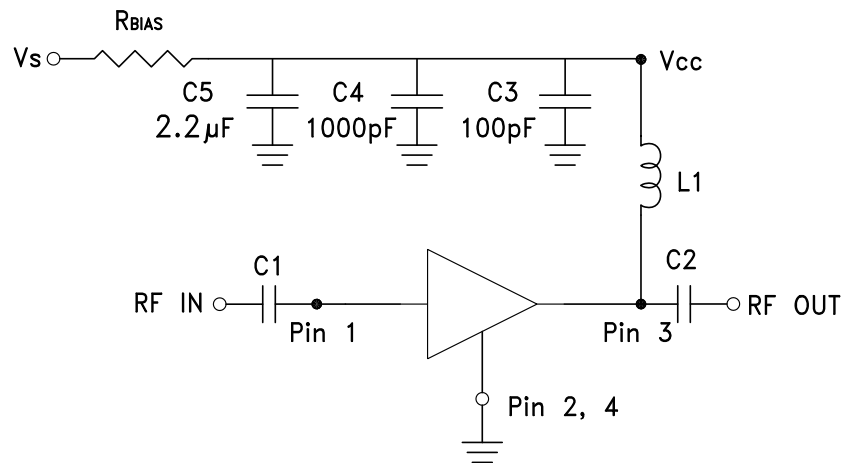 RBIAS
Vs
Vcc
C5
2.2µF
C4
1000pF
C3
100pF
L1
C1
C2
RF IN
RF OUT
Pin 1
Pin 3
Pin 2, 4